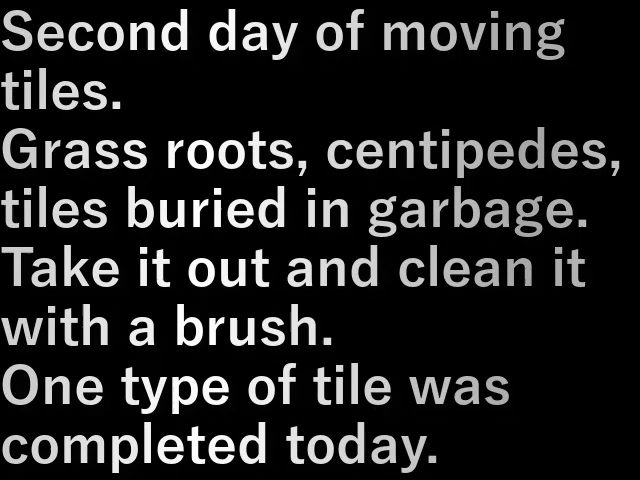 Second day of moving
tiles.
Grass roots, centipedes,
tiles buried in garbage.
Take it out and clean it
with a brush.
One type of tile was
completed today.